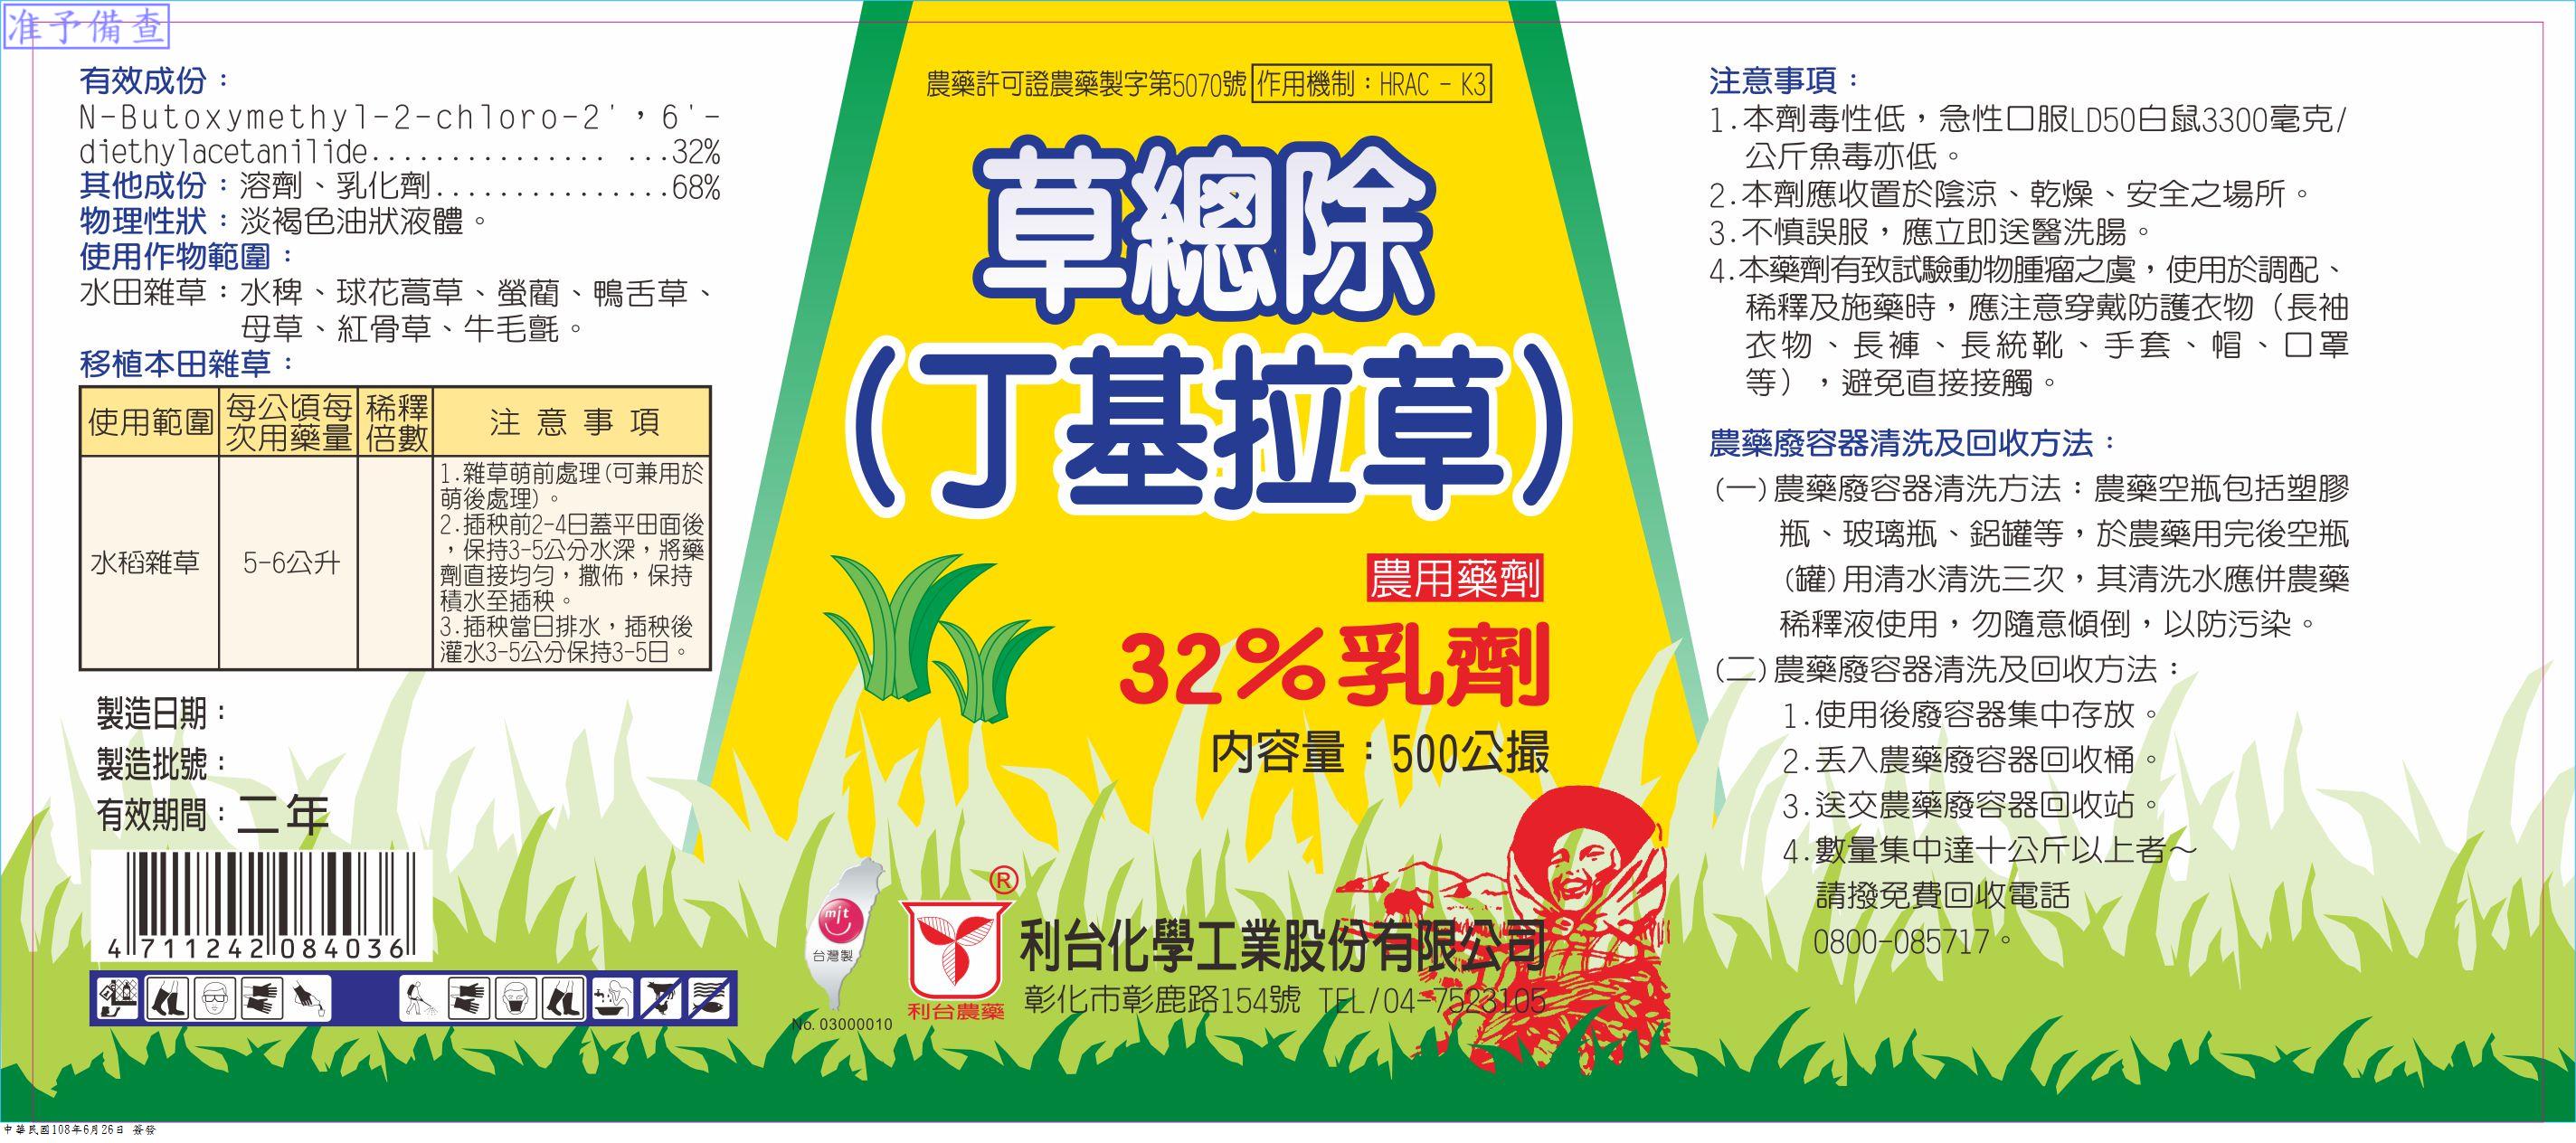 准予備查
有效成份：
N-Butoxymethyl-2-chloro-2'，6'-
diethylacetanilide............... ...32%
其他成份：溶劑、乳化劑...............68%
物理性狀：淡褐色油狀液體。
使用作物範圍：
水田雜草：水稗、球花蒿草、螢藺、鴨舌草、
母草、紅骨草、牛毛氈。
移植本田雜草：
使用範圍
每公頃每
次用藥量
稀釋
倍數
注意事項
水稻雜草
5-6公升
1.雜草萌前處理(可兼用於
萌後處理)。
2.插秧前2-4日蓋平田面後
，保持3-5公分水深，將藥
劑直接均勻，撒佈，保持
積水至插秧。
3.插秧當日排水，插秧後
灌水3-5公分保持3-5日。
製造日期：
製造批號：
有效期間：二年
4 711242 084036
農藥許可證農藥製字第5070號 作用機制：HRAC - K3
草總除
(丁基拉草)
農用藥劑
32%乳劑
内容量：500公撮
mit
台灣製
No. 03000010
®
利台農藥
利台化學工業股份有限公司
彰化市彰鹿路154號 TEL/04-7523105
注意事項：
1.本劑毒性低，急性口服LD50白鼠3300毫克/
公斤魚毒亦低。
2.本劑應收置於陰涼、乾燥、安全之場所。
3.不慎誤服，應立即送醫洗腸。
4.本藥劑有致試驗動物腫瘤之虞，使用於調配、
稀釋及施藥時，應注意穿戴防護衣物（長袖
衣物、長褲、長統靴、手套、帽、口罩
等），避免直接接觸。
農藥廢容器清洗及回收方法：
(一)農藥廢容器清洗方法：農藥空瓶包括塑膠
瓶、玻璃瓶、鋁罐等，於農藥用完後空瓶
(罐)用清水清洗三次，其清洗水應併農藥
稀釋液使用，勿隨意傾倒，以防污染。
(二)農藥廢容器清洗及回收方法：
1.使用後廢容器集中存放。
2.丟入農藥廢容器回收桶。
3.送交農藥廢容器回收站。
4.數量集中達十公斤以上者～
請撥免費回收電話
0800-085717。
中華民國108年6月26日 簽發